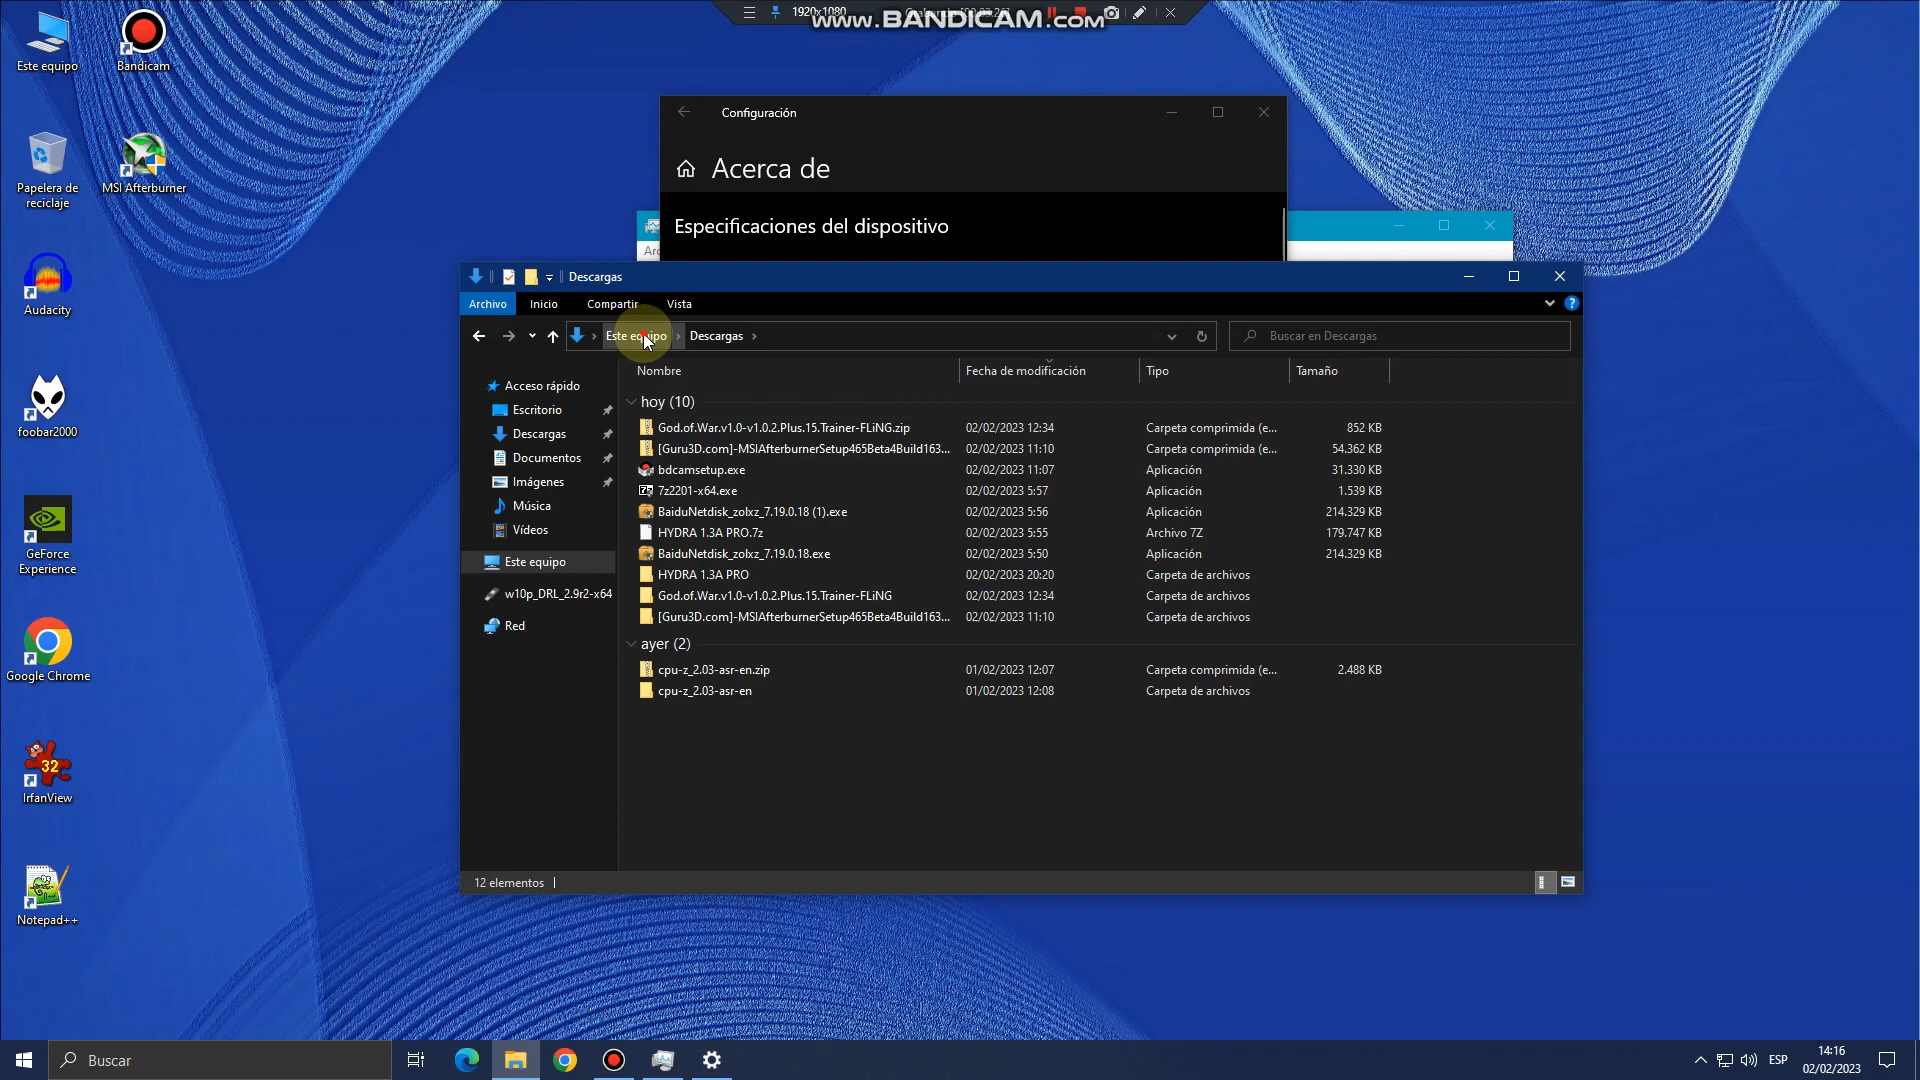 1920x1080
www.BANDICAM.com
Este equipo
Bandicam
Papelera de
reciclaje
MSI Afterburner
Audacity
foobar2000
GeForce
Experience
Google Chrome
IrfanView
Notepad++
Configuración
Acerca de
Especificaciones del dispositivo
Descargas
Archivo
Inicio
Compartir
Vista
Este equipo
Descargas
Buscar en Descargas
Acceso rápido
Escritorio
Descargas
Documentos
Imágenes
Música
Vídeos
Este equipo
w10p_DRL_2.9r2-x64
Red
Nombre Fecha de modificación Tipo Tamaño
hoy (10)
God.of.War.v1.0-v1.0.2.Plus.15.Trainer-FLiNG.zip 02/02/2023 12:34 Carpeta comprimida (e... 852 KB
[Guru3D.com]-MSIAfterburnerSetup465Beta4Build163... 02/02/2023 11:10 Carpeta comprimida (e... 54.362 KB
bdcamsetup.exe 02/02/2023 11:07 Aplicación 31.330 KB
7z2201-x64.exe 02/02/2023 5:57 Aplicación 1.539 KB
BaiduNetdisk_zolxz_7.19.0.18 (1).exe 02/02/2023 5:56 Aplicación 214.329 KB
HYDRA 1.3A PRO.7z 02/02/2023 5:55 Archivo 7Z 179.747 KB
BaiduNetdisk_zolxz_7.19.0.18.exe 02/02/2023 5:50 Aplicación 214.329 KB
HYDRA 1.3A PRO 02/02/2023 20:20 Carpeta de archivos
God.of.War.v1.0-v1.0.2.Plus.15.Trainer-FLiNG 02/02/2023 12:34 Carpeta de archivos
[Guru3D.com]-MSIAfterburnerSetup465Beta4Build163... 02/02/2023 11:10 Carpeta de archivos
ayer (2)
cpu-z_2.03-asr-en.zip 01/02/2023 12:07 Carpeta comprimida (e... 2.488 KB
cpu-z_2.03-asr-en 01/02/2023 12:08 Carpeta de archivos
12 elementos
Buscar
ESP
14:16
02/02/2023